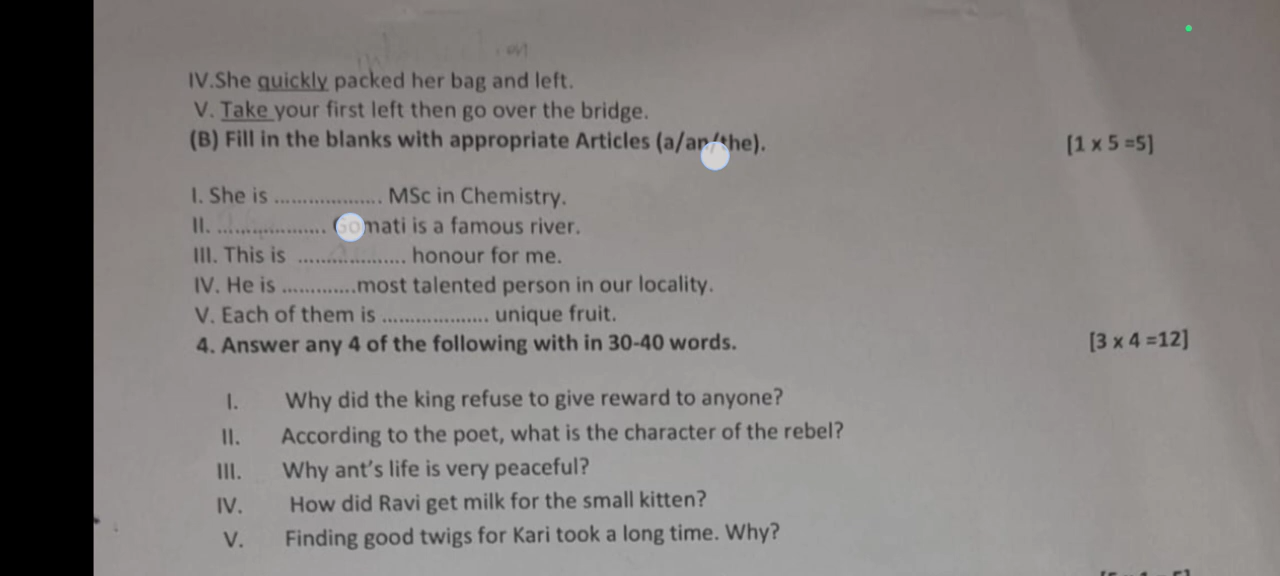 IV.She quickly packed her bag and left.
V. Take your first left then go over the bridge.
(B) Fill in the blanks with appropriate Articles (a/an/the). [1 x 5 =5]
I. She is ................... MSc in Chemistry.
II. ................... Gomati is a famous river.
III. This is ................... honour for me.
IV. He is .............most talented person in our locality.
V. Each of them is ................... unique fruit.
4. Answer any 4 of the following with in 30-40 words. [3 x 4 =12]
I. Why did the king refuse to give reward to anyone?
II. According to the poet, what is the character of the rebel?
III. Why ant's life is very peaceful?
IV. How did Ravi get milk for the small kitten?
V. Finding good twigs for Kari took a long time. Why?